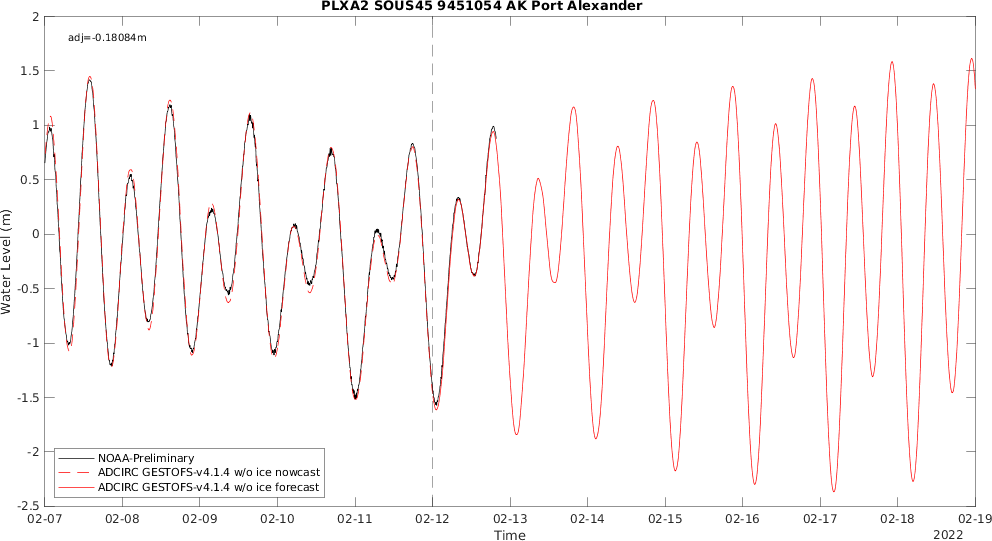 PLXA2 SOUS45 9451054 AK Port Alexander
adj=-0.18084m
2
1.5
1
0.5
0
-0.5
-1
-1.5
-2
-2.5
Water Level (m)
NOAA-Preliminary
ADCIRC GESTOFS-v4.1.4 w/o ice nowcast
ADCIRC GESTOFS-v4.1.4 w/o ice forecast
02-07 02-08 02-09 02-10 02-11 02-12 02-13 02-14 02-15 02-16 02-17 02-18 02-19
Time
2022